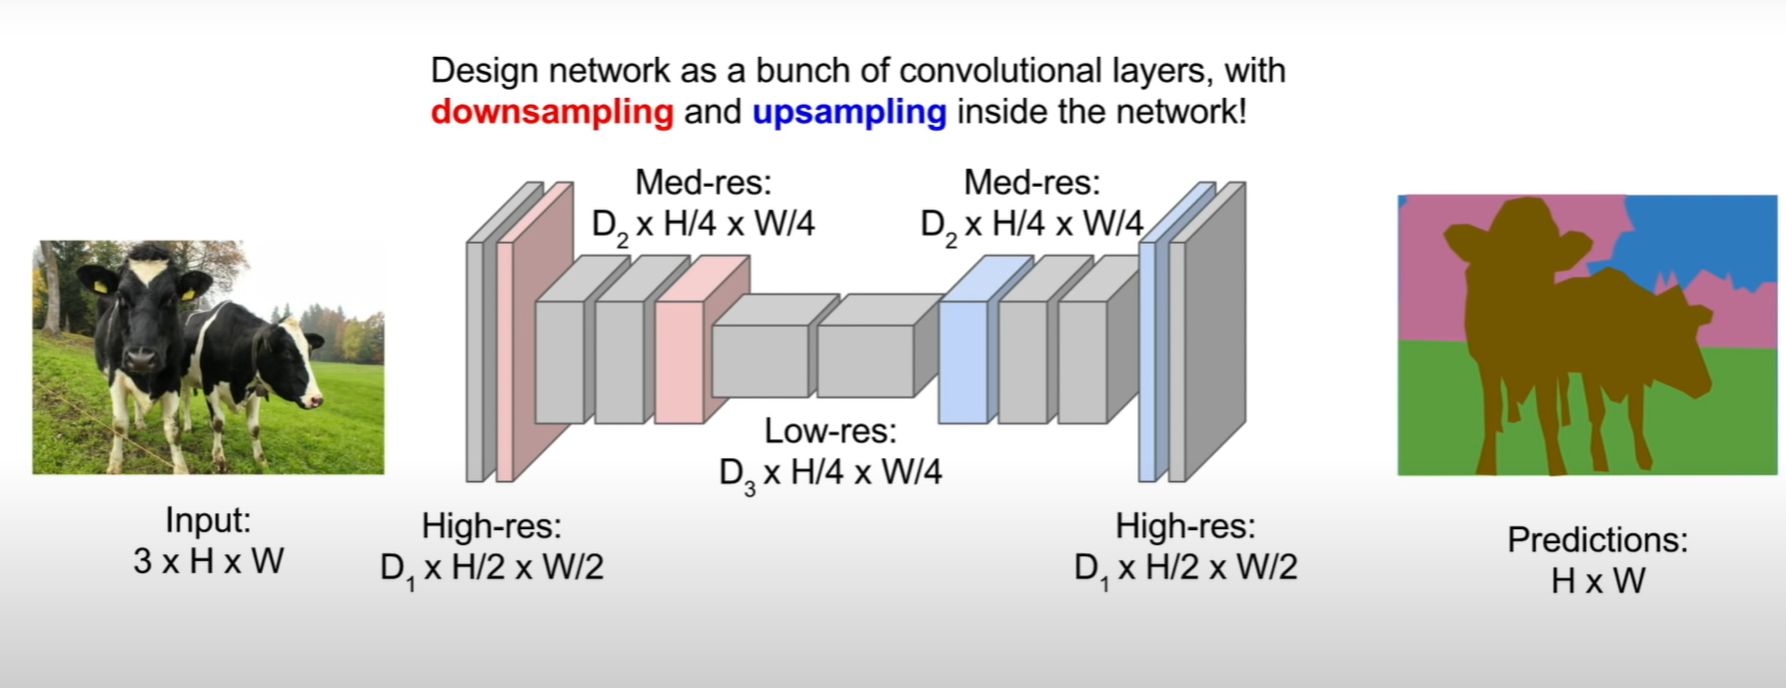 Design network as a bunch of convolutional layers, with
downsampling and upsampling inside the network!
Med-res:
D₂ x H/4 x W/4
Med-res:
D₂ x H/4 x W/4
Low-res:
D₃ x H/4 x W/4
Input:
3 x H x W
High-res:
D₁ x H/2 x W/2
High-res:
D₁ x H/2 x W/2
Predictions:
H x W